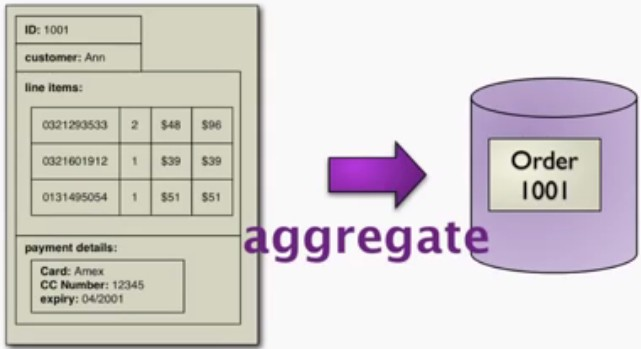 ID: 1001
customer: Ann
line items:
0321293533 2 $48 $96
0321601912 1 $39 $39
0131495054 1 $51 $51
payment details:
Card: Amex
CC Number: 12345
expiry: 04/2001
aggregate
Order
1001